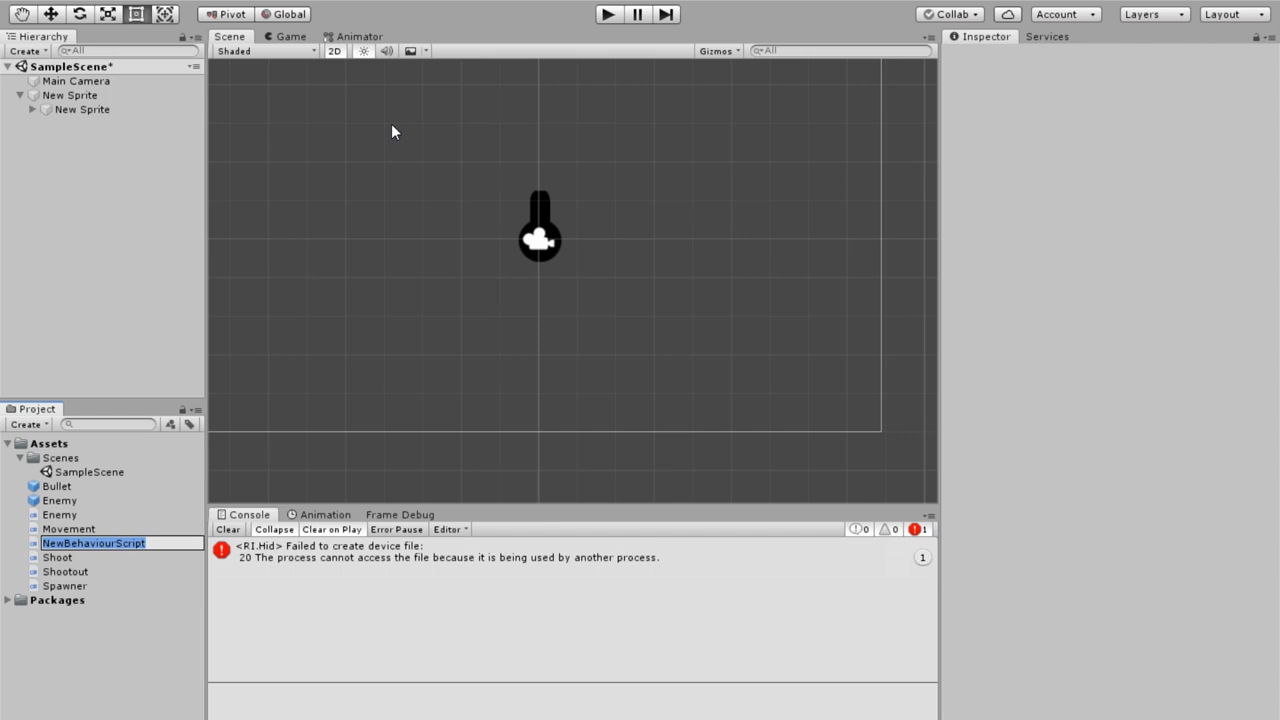 Pivot Global Collab Account Layers Layout
Hierarchy
Create All
SampleScene*
Main Camera
New Sprite
New Sprite
Scene Game Animator
Shaded 2D Gizmos All
Inspector Services
Project
Create
Assets
Scenes
SampleScene
Bullet
Enemy
Enemy
Movement
NewBehaviourScript
Shoot
Shootout
Spawner
Packages
Console Animation Frame Debug
Clear Collapse Clear on Play Error Pause Editor 0 0 1
<RI.Hid> Failed to create device file:
20 The process cannot access the file because it is being used by another process.
1